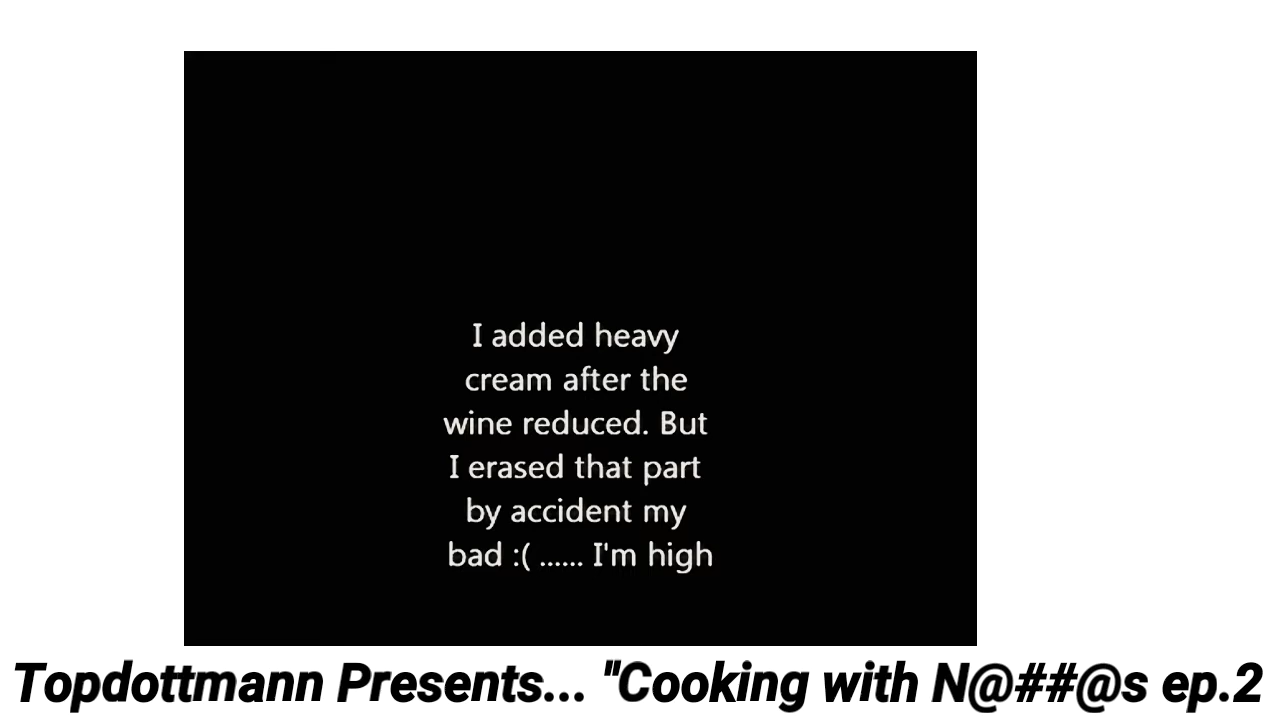 I added heavy
cream after the
wine reduced. But
I erased that part
by accident my
bad :( ...... I'm high
Topdottmann Presents... "Cooking with N@##@s ep.2